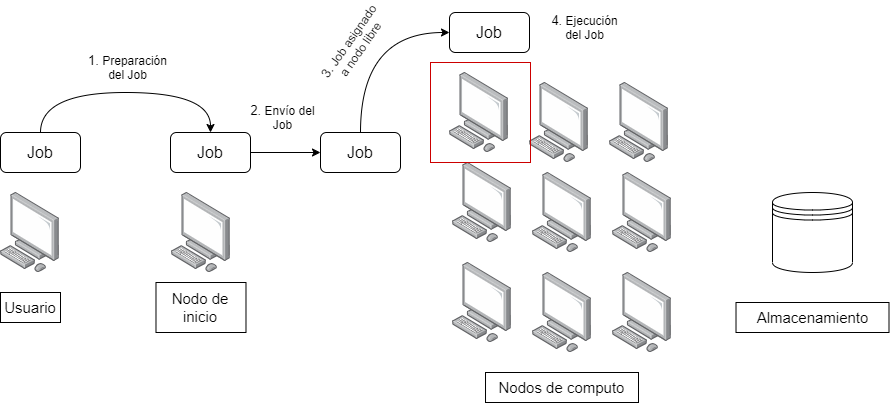 1. Preparación
del Job
Job
Job
2. Envío del
Job
Job
3. Job asignado
a nodo libre
Job
4. Ejecución
del Job
Usuario
Nodo de
inicio
Nodos de computo
Almacenamiento